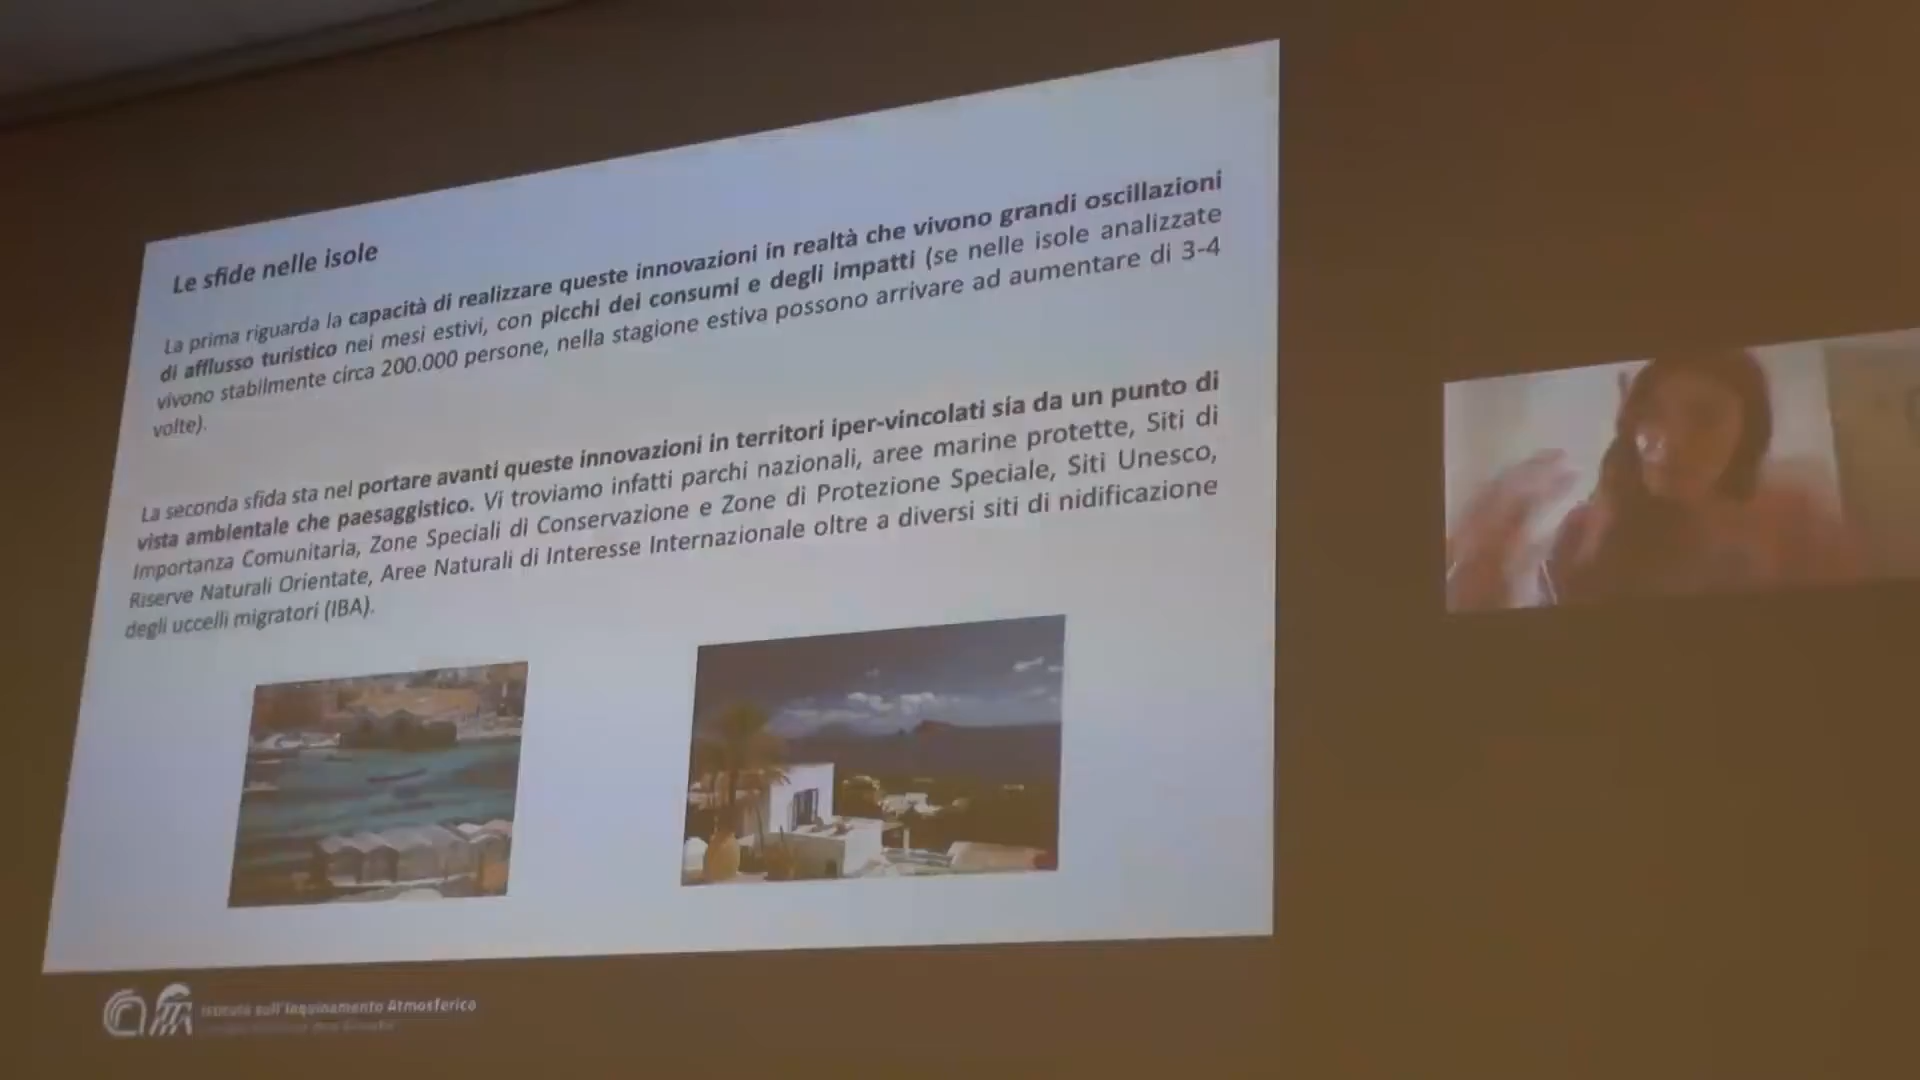 Le sfide nelle isole
La prima riguarda la capacità di realizzare queste innovazioni in realtà che vivono grandi oscillazioni
di afflusso turistico nei mesi estivi, con picchi dei consumi e degli impatti (se nelle isole analizzate
vivono stabilmente circa 200.000 persone, nella stagione estiva possono arrivare ad aumentare di 3-4
volte).
La seconda sfida sta nel portare avanti queste innovazioni in territori iper-vincolati sia da un punto di
vista ambientale che paesaggistico. Vi troviamo infatti parchi nazionali, aree marine protette, Siti di
Importanza Comunitaria, Zone Speciali di Conservazione e Zone di Protezione Speciale, Siti Unesco,
Riserve Naturali Orientate, Aree Naturali di Interesse Internazionale oltre a diversi siti di nidificazione
degli uccelli migratori (IBA).
Istituto sull'Inquinamento Atmosferico